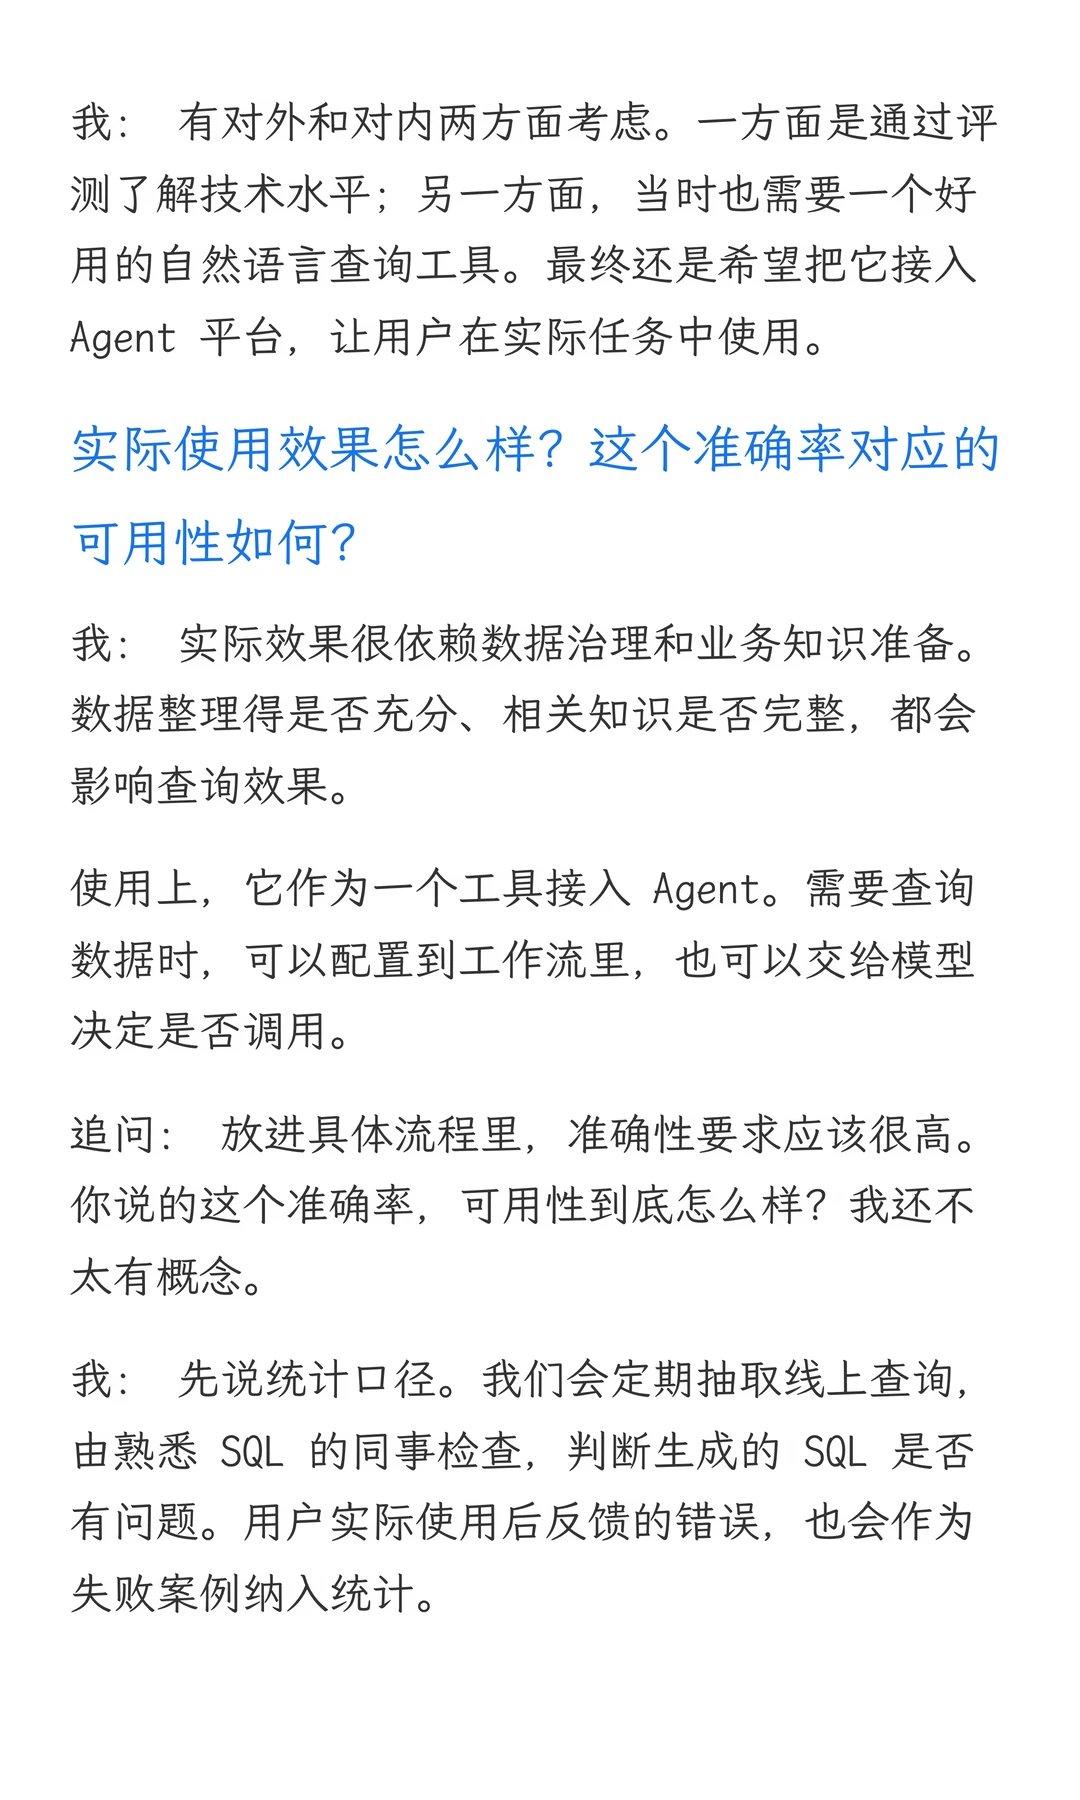 我： 有对外和对内两方面考虑。一方面是通过评
测了解技术水平；另一方面，当时也需要一个好
用的自然语言查询工具。最终还是希望把它接入
Agent 平台，让用户在实际任务中使用。
实际使用效果怎么样？这个准确率对应的
可用性如何？
我： 实际效果很依赖数据治理和业务知识准备。
数据整理得是否充分、相关知识是否完整，都会
影响查询效果。
使用上，它作为一个工具接入 Agent。需要查询
数据时，可以配置到工作流里，也可以交给模型
决定是否调用。
追问： 放进具体流程里，准确性要求应该很高。
你说的这个准确率，可用性到底怎么样？我还不
太有概念。
我： 先说统计口径。我们会定期抽取线上查询，
由熟悉 SQL 的同事检查，判断生成的 SQL 是否
有问题。用户实际使用后反馈的错误，也会作为
失败案例纳入统计。